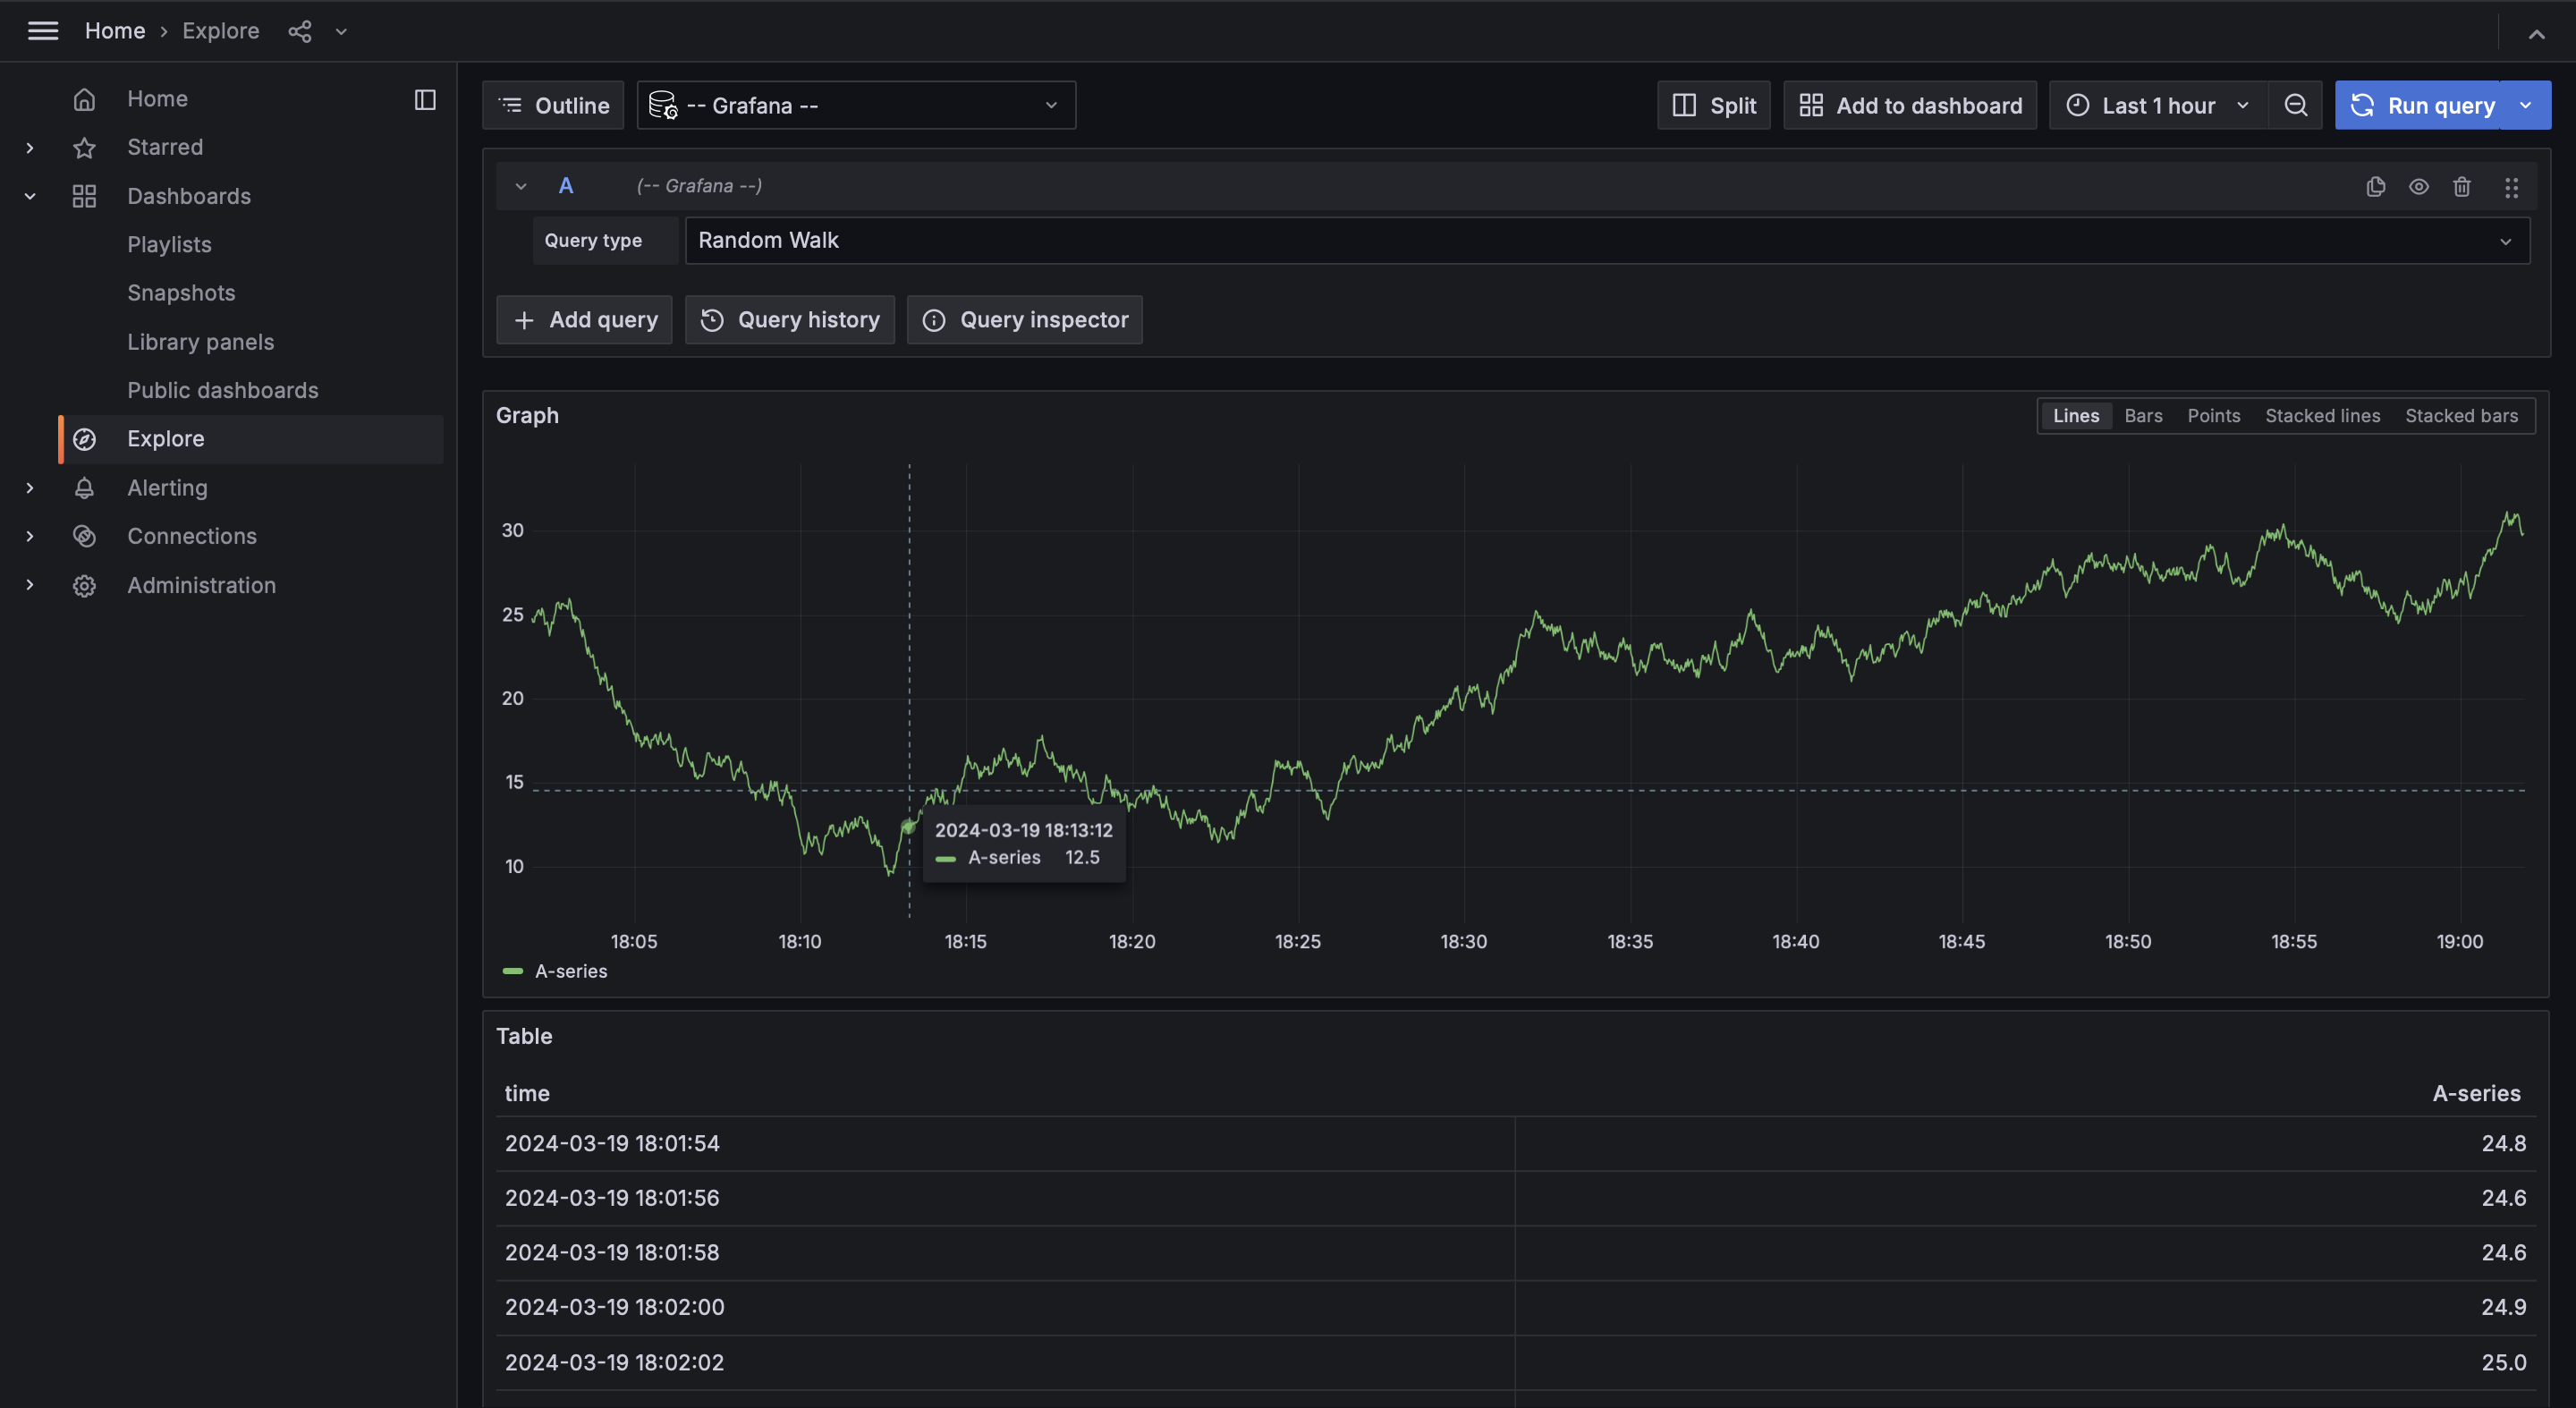 Home › Explore
Home
Starred
Dashboards
Playlists
Snapshots
Library panels
Public dashboards
Explore
Alerting
Connections
Administration
Outline
-- Grafana --
Split
Add to dashboard
Last 1 hour
Run query
A (-- Grafana --)
Query type Random Walk
Add query Query history Query inspector
Graph
Lines Bars Points Stacked lines Stacked bars
30
25
20
15
10
2024-03-19 18:13:12
A-series 12.5
18:05 18:10 18:15 18:20 18:25 18:30 18:35 18:40 18:45 18:50 18:55 19:00
A-series
Table
time A-series
2024-03-19 18:01:54 24.8
2024-03-19 18:01:56 24.6
2024-03-19 18:01:58 24.6
2024-03-19 18:02:00 24.9
2024-03-19 18:02:02 25.0